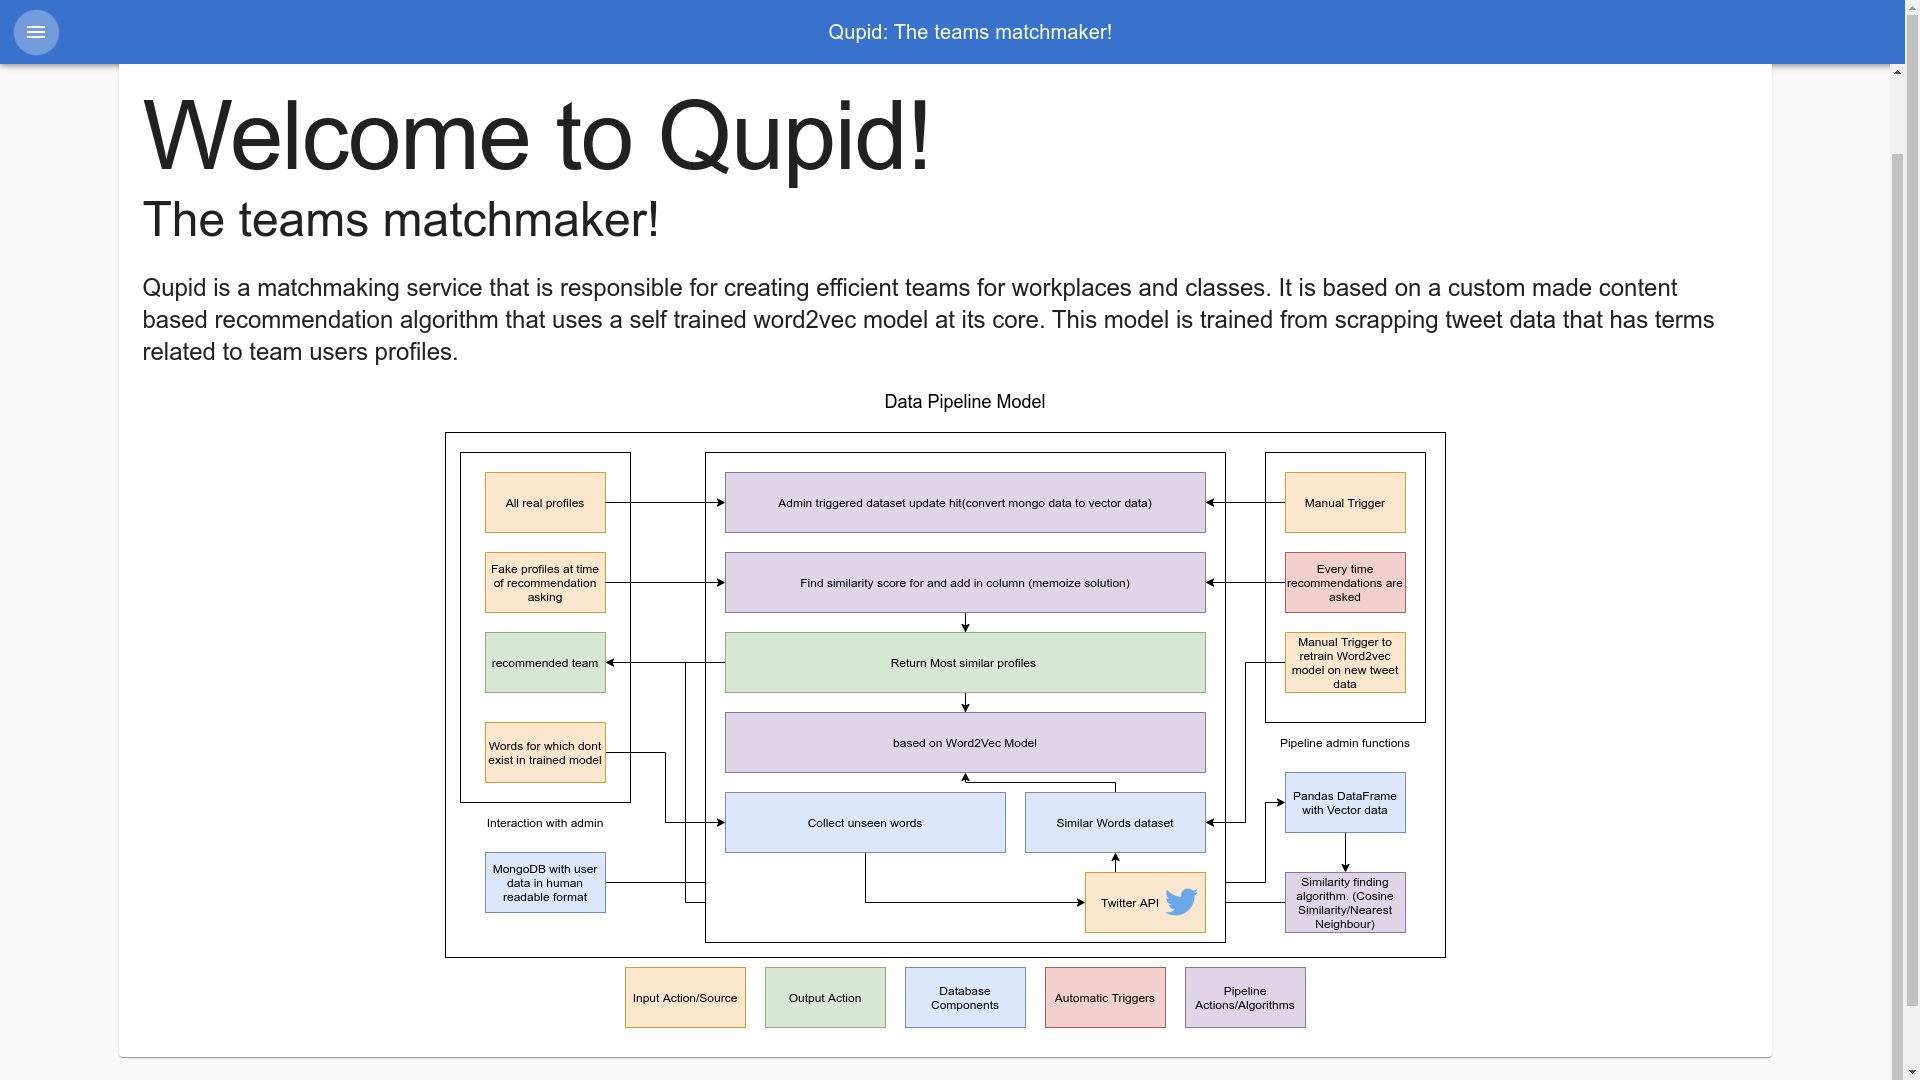 Qupid: The teams matchmaker!
Welcome to Qupid!
The teams matchmaker!
Qupid is a matchmaking service that is responsible for creating efficient teams for workplaces and classes. It is based on a custom made content
based recommendation algorithm that uses a self trained word2vec model at its core. This model is trained from scrapping tweet data that has terms
related to team users profiles.
Data Pipeline Model
All real profiles
Admin triggered dataset update hit(convert mongo data to vector data)
Manual Trigger
Fake profiles at time
of recommendation
asking
Find similarity score for and add in column (memoize solution)
Every time
recommendations are
asked
recommended team
Return Most similar profiles
Manual Trigger to
retrain Word2vec
model on new tweet
data
Words for which dont
exist in trained model
based on Word2Vec Model
Pipeline admin functions
Interaction with admin
Collect unseen words
Similar Words dataset
Pandas DataFrame
with Vector data
MongoDB with user
data in human
readable format
Twitter API
Similarity finding
algorithm. (Cosine
Similarity/Nearest
Neighbour)
Input Action/Source
Output Action
Database
Components
Automatic Triggers
Pipeline
Actions/Algorithms